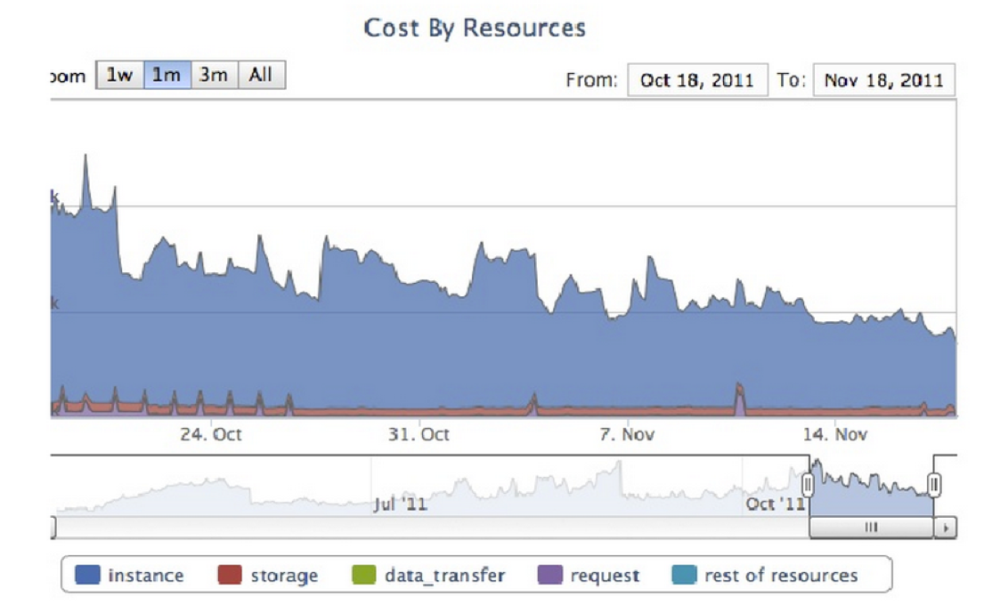 Cost By Resources
oom 1w 1m 3m All From: Oct 18, 2011 To: Nov 18, 2011
k
k
24. Oct 31. Oct 7. Nov 14. Nov
Jul '11 Oct '11
instance storage data_transfer request rest of resources